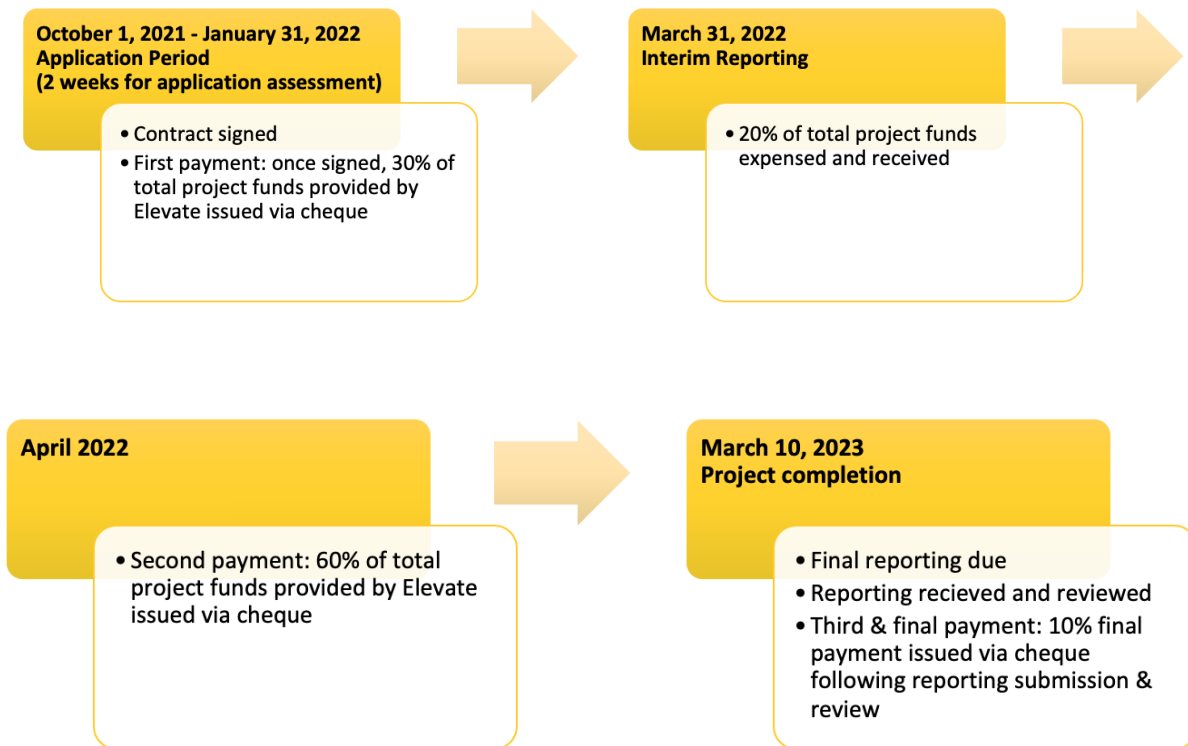 October 1, 2021 - January 31, 2022
Application Period
(2 weeks for application assessment)
• Contract signed
• First payment: once signed, 30% of
total project funds provided by
Elevate issued via cheque
March 31, 2022
Interim Reporting
• 20% of total project funds
expensed and received
April 2022
• Second payment: 60% of total
project funds provided by Elevate
issued via cheque
March 10, 2023
Project completion
• Final reporting due
• Reporting recieved and reviewed
• Third & final payment: 10% final
payment issued via cheque
following reporting submission &
review